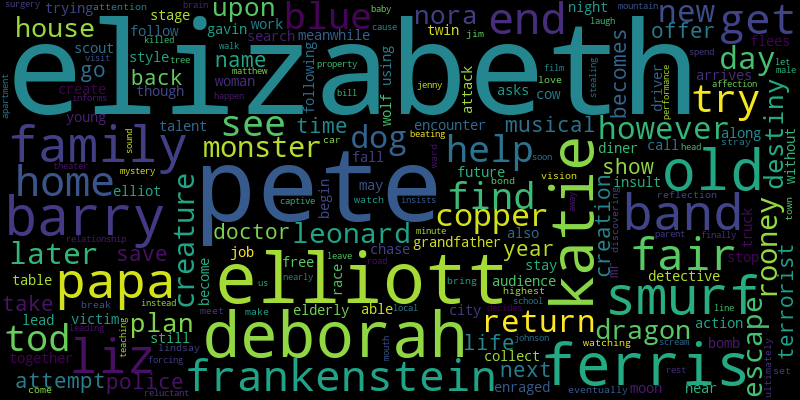 elizabeth
pete
elliott
deborah
katie
papa
smurf
ferris
frankenstein
old
band
family
barry
liz
tod
home
house
blue
end
get
new
upon
nora
try
see
help
find
copper
however
fair
rooney
return
dragon
escape
terrorist
destiny
day
offer
becomes
musical
monster
dog
time
leonard
doctor
creature
later
save
take
plan
police
attempt
back
name
go
creation
show
life
next
year
trying
attention
brain
baby
night
surgery
killed
mountain
laugh
stage
gavin
work
meanwhile
twin
jim
cause
spend
flees
let
male
scout
follow
search
walk
visit
tree
matthew
property
asks
love
film
stealing
driver
arrives
style
using
following
woman
bill
jenny
cow
performance
affection
apartment
though
create
informs
happen
wolf
attack
young
talent
beating
encounter
call
head
stray
along
without
theater
sound
car
fall
soon
diner
mystery
ward
future
vision
insult
reflection
town
elliot
captive
may
watch
insists
bond
leave
discovering
parent
finally
relationship
begin
minute
also
mr
truck
stop
job
chase
grandfather
stay
detective
table
become
free
race
leave
road
able
audience
near
break
instead
us
nearly
elderly
bring
highest
collect
enraged
moon
bomb
action
line
lead
victim
leading
meet
make
local
city
school
decides
johnson
watching
scream
still
teaching
together
lindsay
mouth
come
forcing
reluctant
eventually
rest
set
ultimately